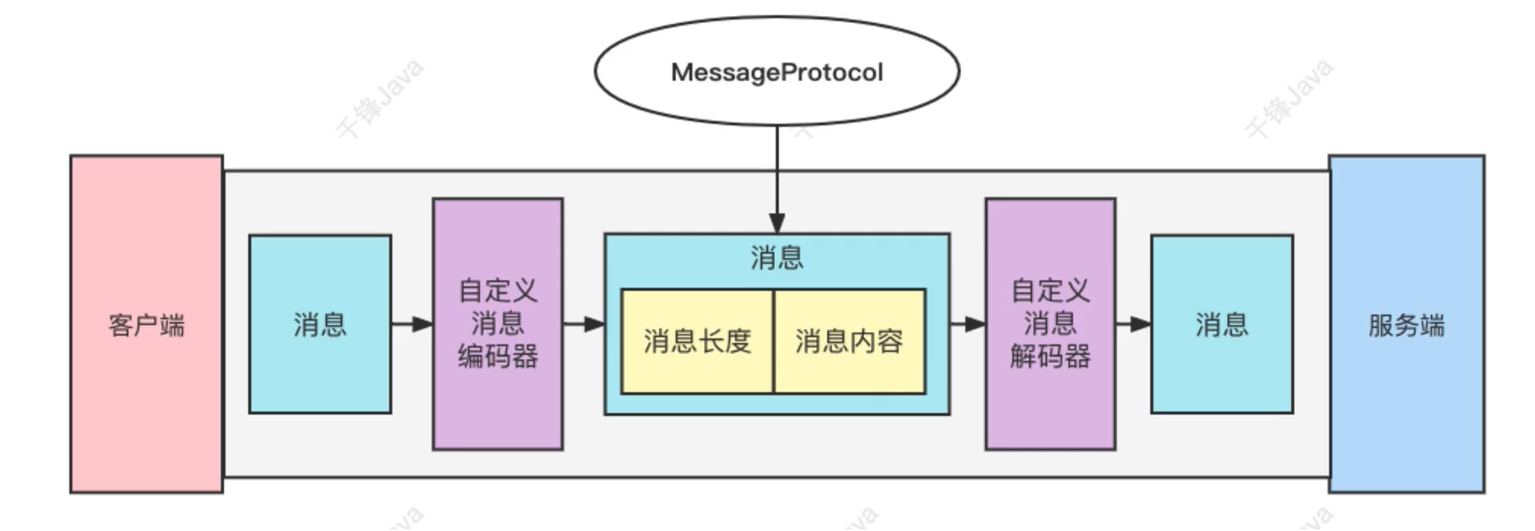 千锋Java
千锋Java
MessageProtocol
客户端
消息
自定义
消息
编码器
消息
消息长度
消息内容
自定义
消息
解码器
消息
服务端